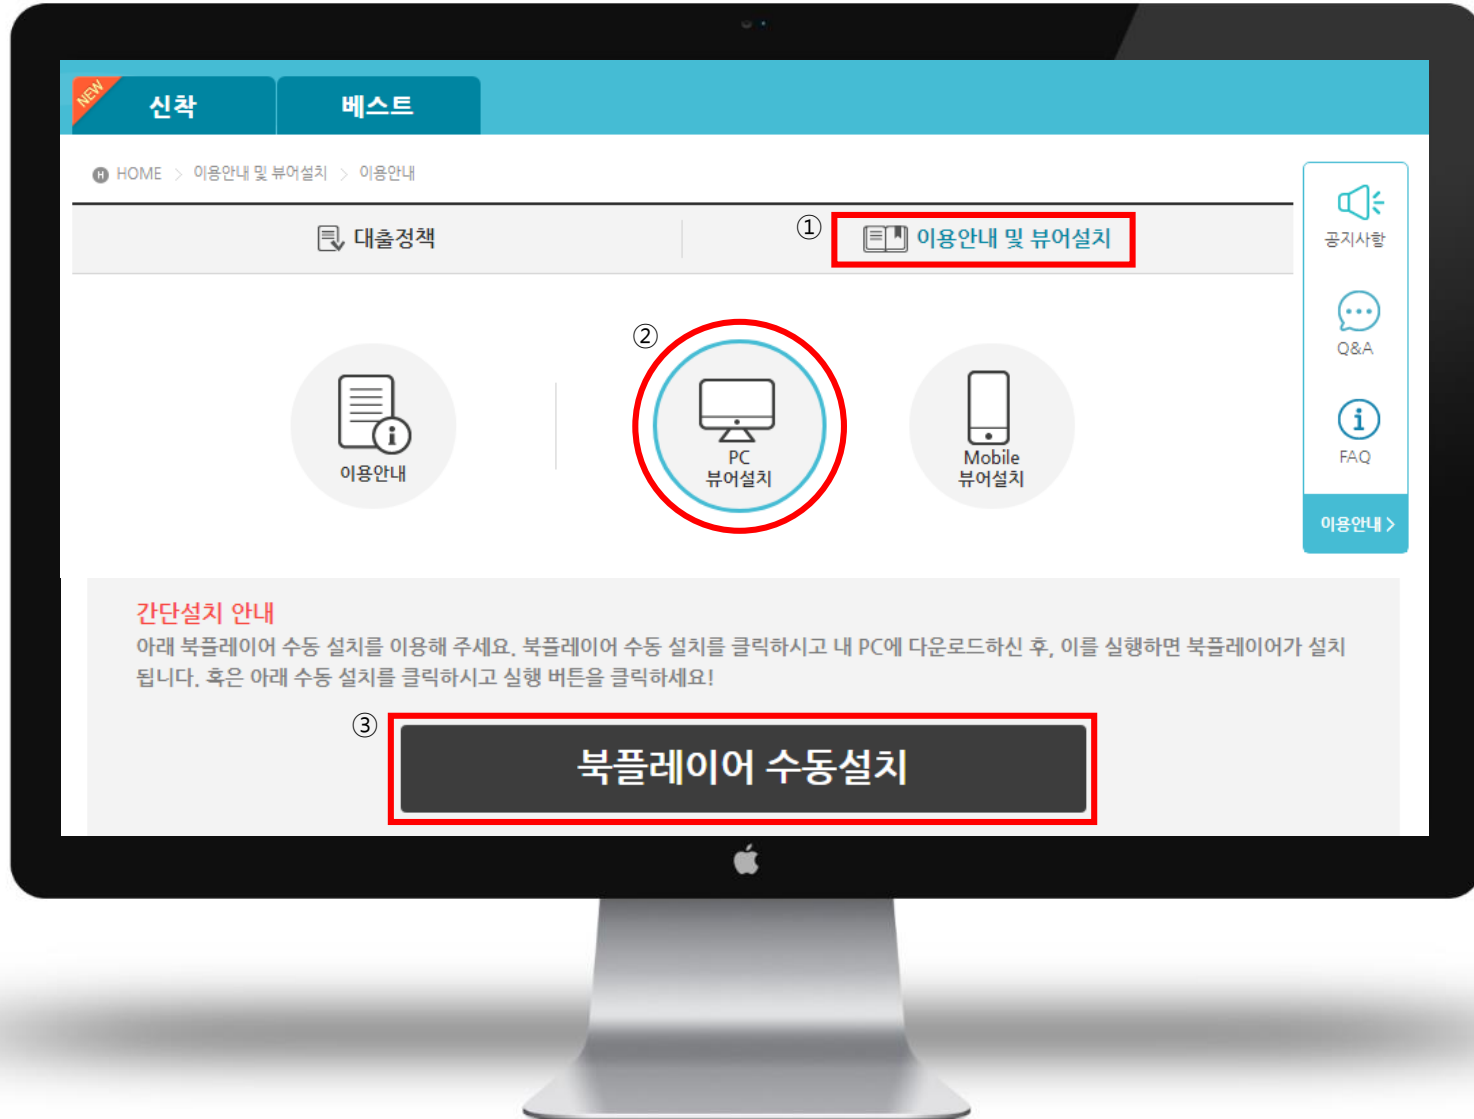 NEW
신착
베스트
H HOME > 이용안내 및 뷰어설치 > 이용안내
대출정책
① 이용안내 및 뷰어설치
공지사항
Q&A
FAQ
이용안내 >
②
이용안내
PC
뷰어설치
Mobile
뷰어설치
간단설치 안내
아래 북플레이어 수동 설치를 이용해 주세요. 북플레이어 수동 설치를 클릭하시고 내 PC에 다운로드하신 후, 이를 실행하면 북플레이어가 설치
됩니다. 혹은 아래 수동 설치를 클릭하시고 실행 버튼을 클릭하세요!
③
북플레이어 수동설치